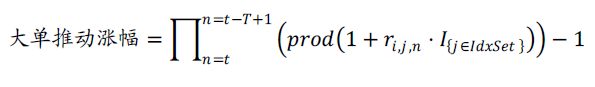 大单推动涨幅 = ∏_{n=t}^{n=t−T+1} (prod(1 + r_{i,j,n} · I_{\{j∈IdxSet\}})) − 1